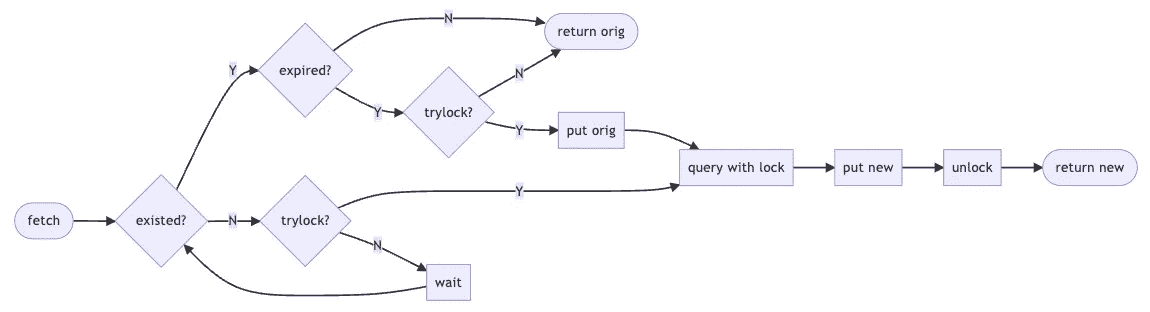 N
return orig
Y
expired?
N
Y
trylock?
Y
put orig
query with lock
put new
unlock
return new
Y
fetch
existed?
N
trylock?
N
wait